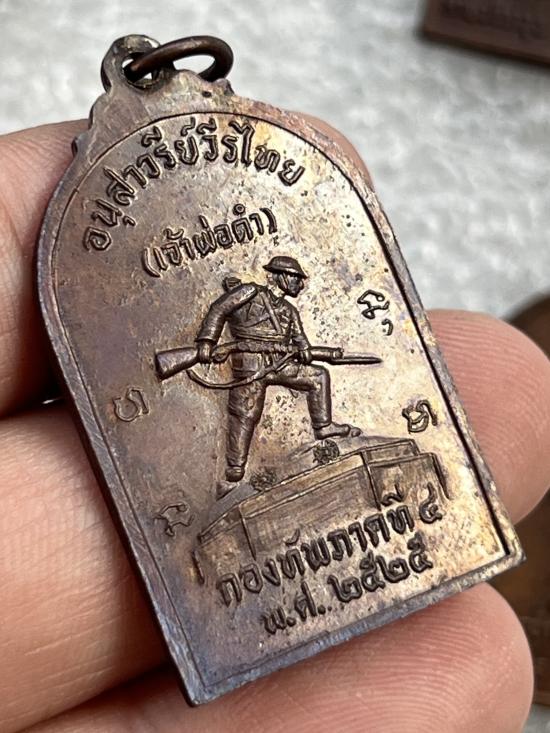 อนุสาวรีย์วีรไทย
(เจ้าพ่อดำ)
กองทัพภาคที่ ๔
พ.ศ. ๒๕๒๕